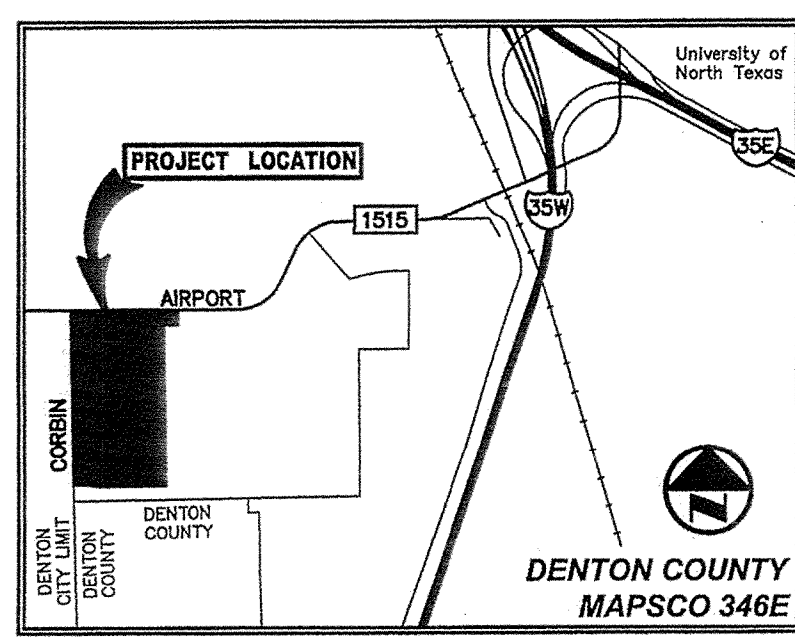 University of
North Texas
35E
PROJECT LOCATION
35W
1515
AIRPORT
CORBIN
DENTON
CITY LIMIT
DENTON
COUNTY
DENTON
COUNTY
N
DENTON COUNTY
MAPSCO 346E